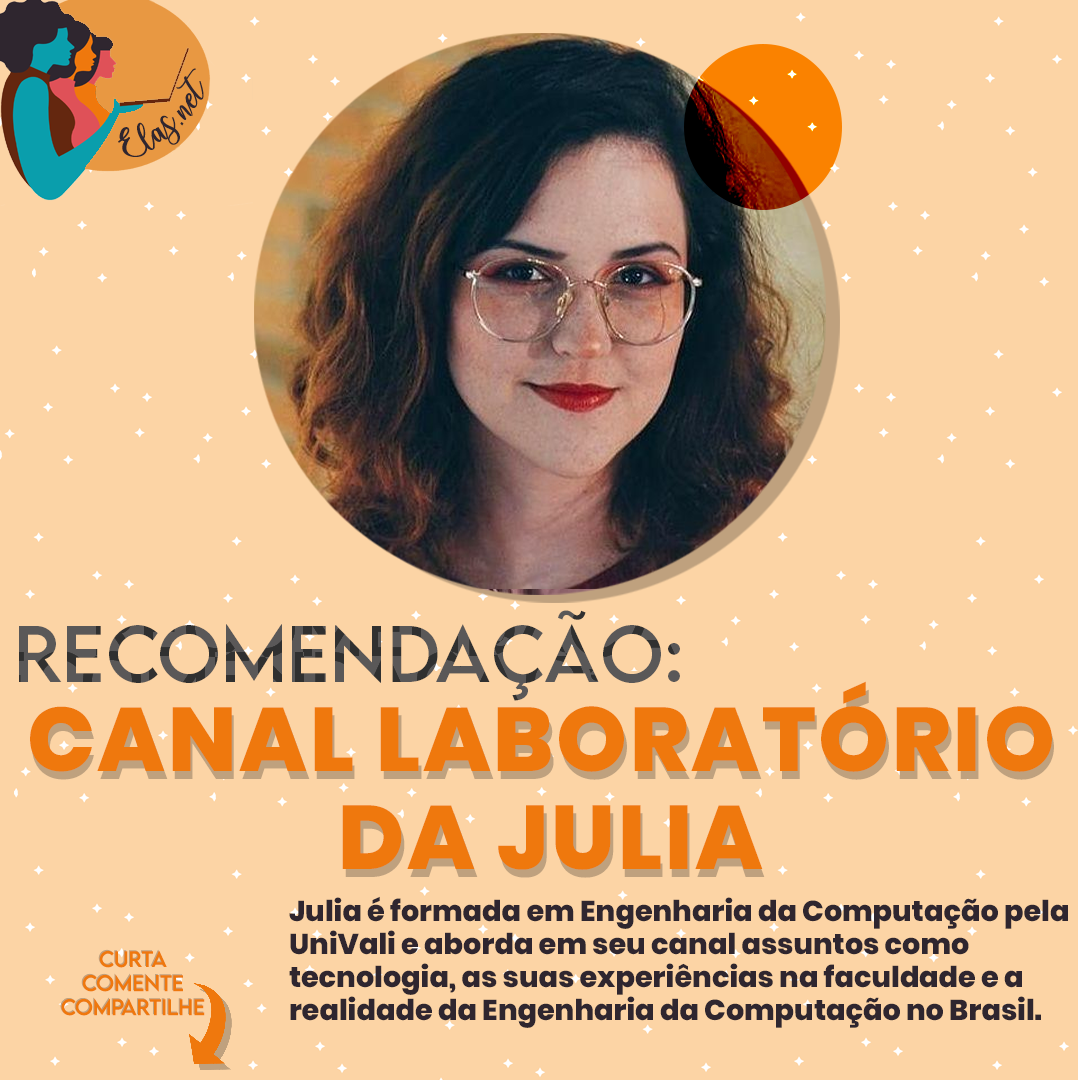 Elas.net
RECOMENDAÇÃO:
CANAL LABORATÓRIO
DA JULIA
Julia é formada em Engenharia da Computação pela
UniVali e aborda em seu canal assuntos como
tecnologia, as suas experiências na faculdade e a
realidade da Engenharia da Computação no Brasil.
CURTA
COMENTE
COMPARTILHE